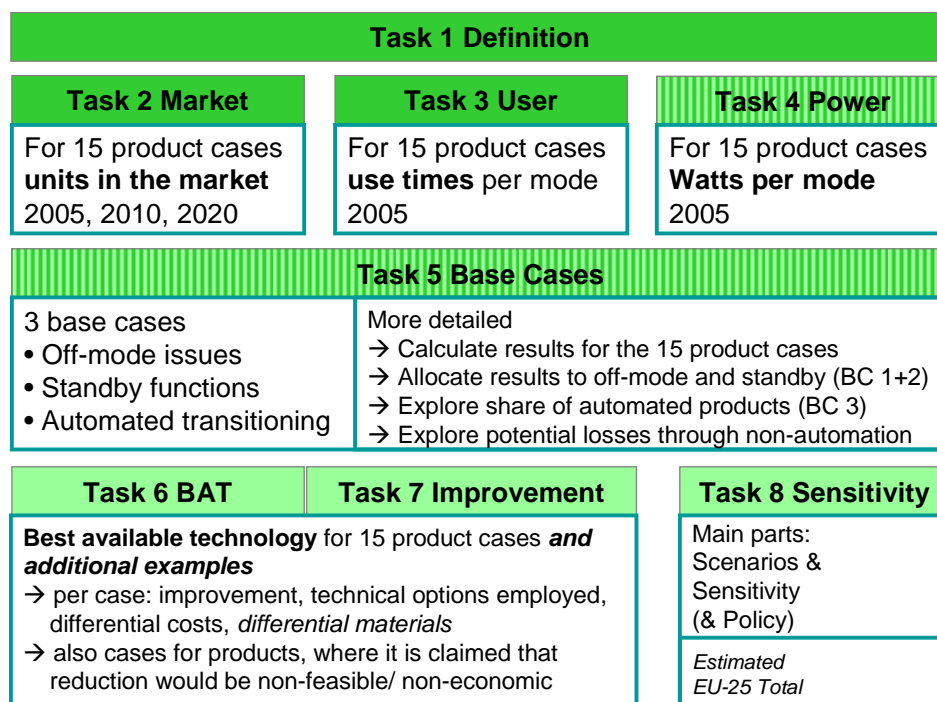 Task 1 Definition
Task 2 Market
For 15 product cases
units in the market
2005, 2010, 2020
Task 3 User
For 15 product cases
use times per mode
2005
Task 4 Power
For 15 product cases
Watts per mode
2005
Task 5 Base Cases
3 base cases
• Off-mode issues
• Standby functions
• Automated transitioning
More detailed
→ Calculate results for the 15 product cases
→ Allocate results to off-mode and standby (BC 1+2)
→ Explore share of automated products (BC 3)
→ Explore potential losses through non-automation
Task 6 BAT
Task 7 Improvement
Best available technology for 15 product cases and
additional examples
→ per case: improvement, technical options employed,
differential costs, differential materials
→ also cases for products, where it is claimed that
reduction would be non-feasible/ non-economic
Task 8 Sensitivity
Main parts:
Scenarios &
Sensitivity
(& Policy)
Estimated
EU-25 Total